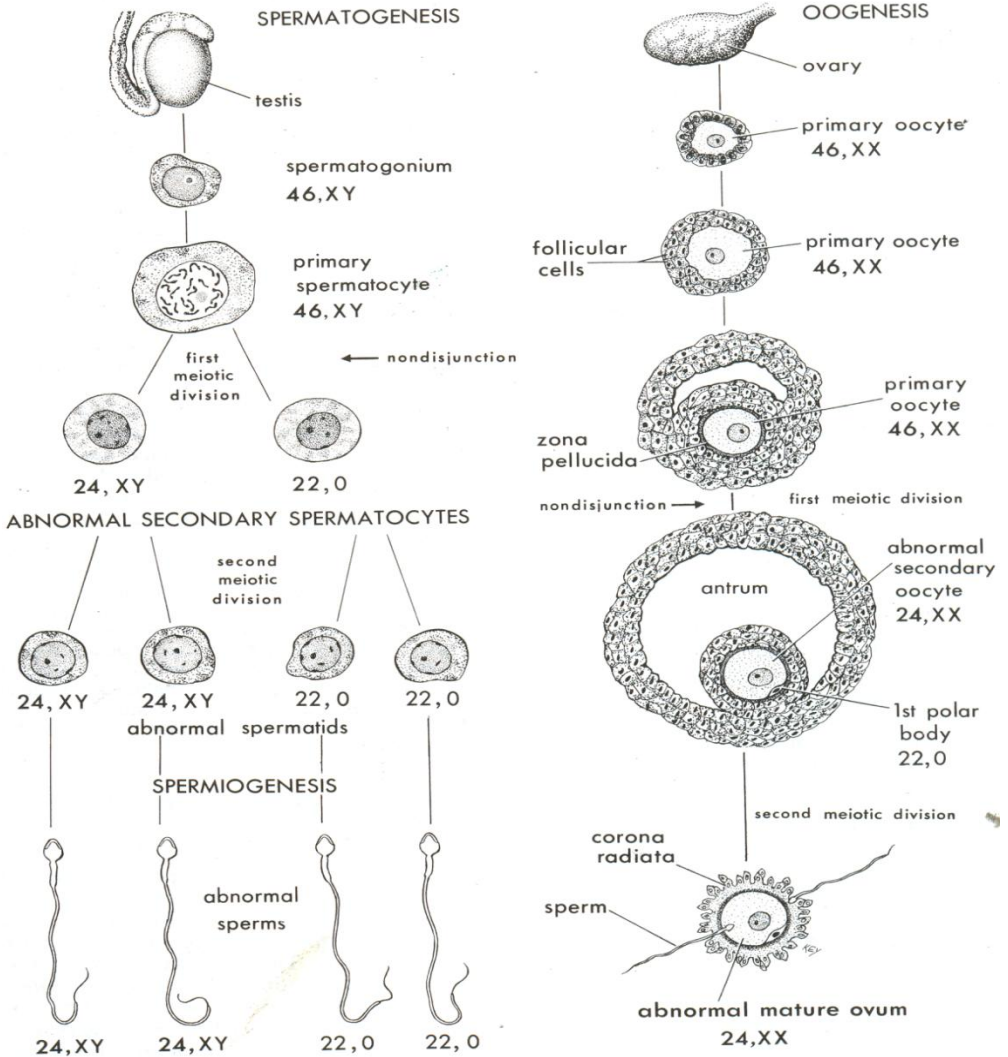 SPERMATOGENESIS
testis
spermatogonium
46,XY
primary
spermatocyte
46,XY
first
meiotic
division
← nondisjunction
24, XY
22,0
ABNORMAL SECONDARY SPERMATOCYTES
second
meiotic
division
24, XY
24, XY
22,0
22,0
abnormal spermatids
SPERMIOGENESIS
abnormal
sperms
24,XY
24,XY
22,0
22,0
OOGENESIS
ovary
primary oocyte
46,XX
follicular
cells
primary oocyte
46,XX
primary
oocyte
46,XX
zona
pellucida
nondisjunction →
first meiotic division
antrum
abnormal
secondary
oocyte
24,XX
1st polar
body
22,0
second meiotic division
corona
radiata
sperm
KEV
abnormal mature ovum
24,XX